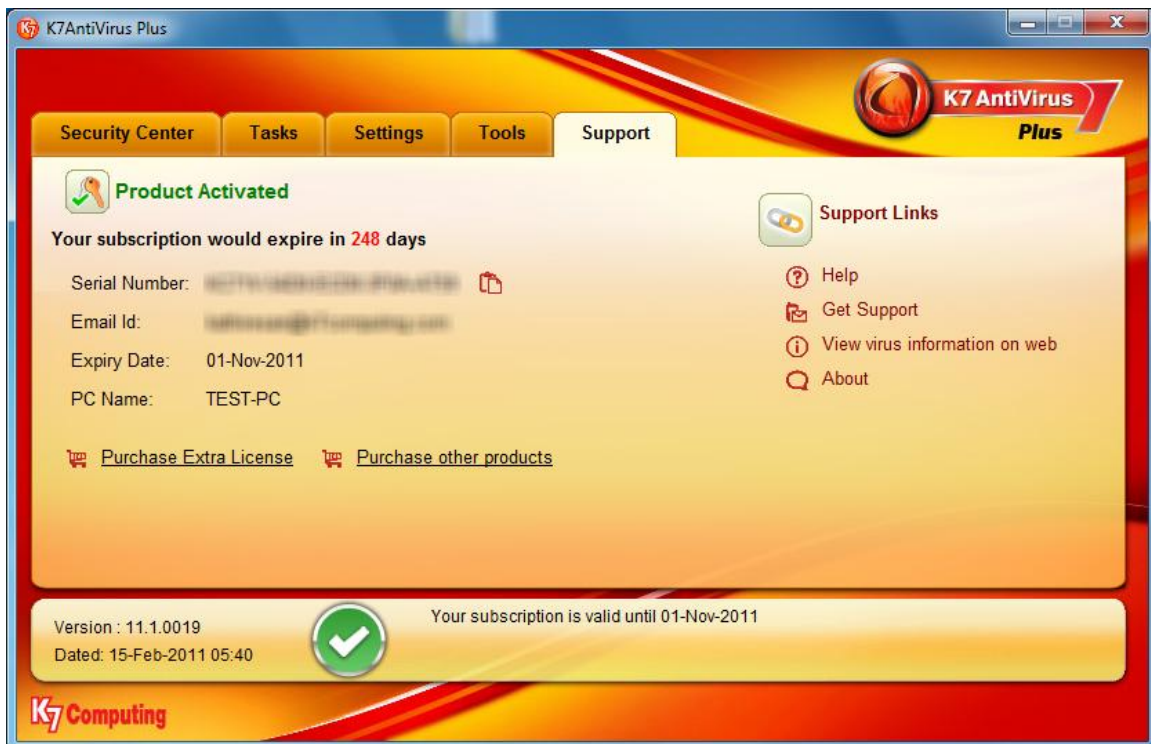 K7AntiVirus Plus
K7 AntiVirus
Plus
Security Center
Tasks
Settings
Tools
Support
Product Activated
Your subscription would expire in 248 days
Serial Number:
Email Id:
Expiry Date: 01-Nov-2011
PC Name: TEST-PC
Purchase Extra License
Purchase other products
Support Links
Help
Get Support
View virus information on web
About
Version : 11.1.0019
Dated: 15-Feb-2011 05:40
Your subscription is valid until 01-Nov-2011
K7 Computing